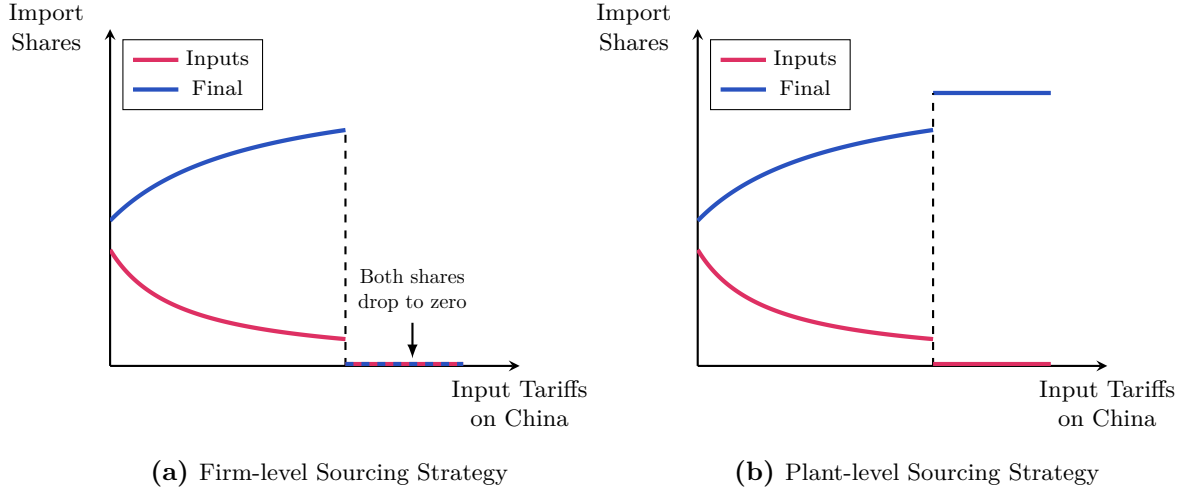 Import
Shares
Inputs
Final
Both shares
drop to zero
Input Tariffs
on China
(a) Firm-level Sourcing Strategy
Import
Shares
Inputs
Final
Input Tariffs
on China
(b) Plant-level Sourcing Strategy